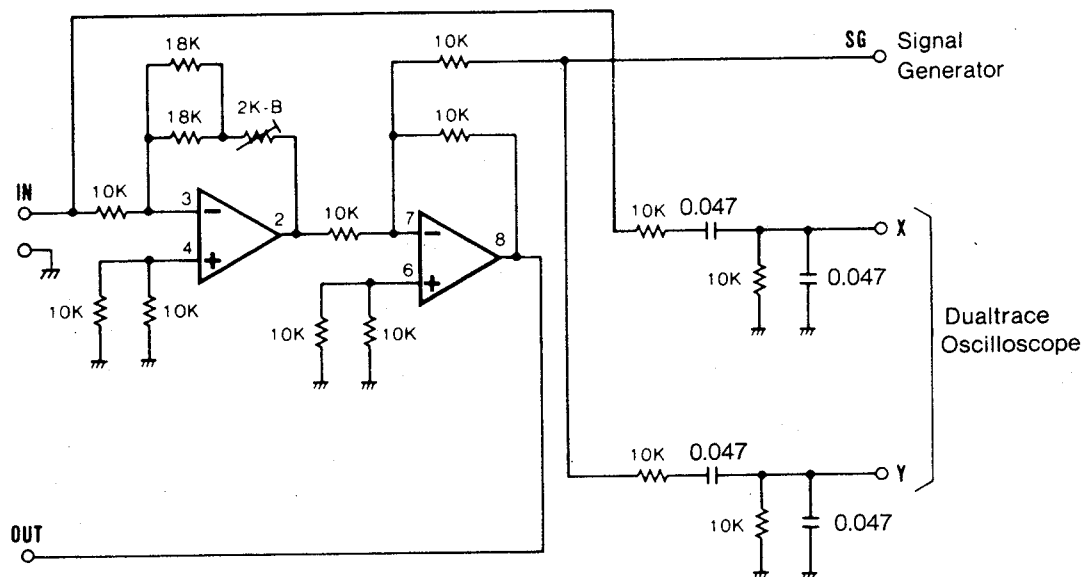 SG Signal
Generator
10K
18K
18K
2K-B
10K
IN
10K
3
−
2
4
+
10K
10K
10K
7
−
8
6
+
10K
10K
10K
0.047
X
10K
0.047
Dualtrace
Oscilloscope
10K
0.047
Y
10K
0.047
OUT